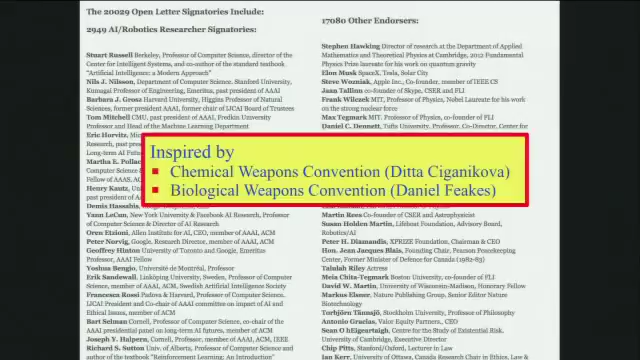 The 20029 Open Letter Signatories Include:
2949 AI/Robotics Researcher Signatories:
Stuart Russell Berkeley, Professor of Computer Science, director of the
Center for Intelligent Systems, and co-author of the standard textbook
"Artificial Intelligence: a Modern Approach"
Nils J. Nilsson, Department of Computer Science, Stanford University,
Kumagai Professor of Engineering, Emeritus, past president of AAAI
Barbara J. Grosz Harvard University, Higgins Professor of Natural
Sciences, former president AAAI, former chair of IJCAI Board of Trustees
Tom Mitchell CMU, past president of AAAI, Fredkin University
Professor and Head of the Machine Learning Department
Eric Horvitz,
Research, past
Long-term AI
Martha E. Pollack
Computer Science
Fellow of AAAS,
Henry Kautz,
Demis Hassabis,
Yann LeCun, New York University & Facebook AI Research, Professor
of Computer Science & Director of AI Research
Oren Etzioni, Allen Institute for AI, CEO, member of AAAI, ACM
Peter Norvig, Google, Research Director, member of AAAI, ACM
Geoffrey Hinton University of Toronto and Google, Emeritus
Professor, AAAI Fellow
Yoshua Bengio, Université de Montréal, Professor
Erik Sandewall, Linköping University, Sweden, Professor of Computer
Science, member of AAAI, ACM, Swedish Artificial Intelligence Society
Francesca Rossi Padova & Harvard, Professor of Computer Science,
IJCAI President and Co-chair of AAAI committee on impact of AI and
Ethical Issues, member of ACM
Bart Selman Cornell, Professor of Computer Science, co-chair of the
AAAI presidential panel on long-term AI futures, member of ACM
Joseph Y. Halpern, Cornell, Professor, member of AAAI, ACM, IEEE
Richard S. Sutton Univ. of Alberta, Professor of Computer Science and
author of the textbook "Reinforcement Learning: An Introduction"
17080 Other Endorsers:
Stephen Hawking Director of research at the Department of Applied
Mathematics and Theoretical Physics at Cambridge, 2012 Fundamental
Physics Prize laureate for his work on quantum gravity
Elon Musk SpaceX, Tesla, Solar City
Steve Wozniak, Apple Inc., Co-founder, member of IEEE CS
Jaan Tallinn co-founder of Skype, CSER and FLI
Frank Wilczek MIT, Professor of Physics, Nobel Laureate for his work
on the strong nuclear force
Max Tegmark MIT, Professor of Physics, co-founder of FLI
Daniel C. Dennett, Tufts University, Professor, Co-Director, Center for
Inspired by
Chemical Weapons Convention (Ditta Ciganikova)
Biological Weapons Convention (Daniel Feakes)
Martin Rees Co-founder of CSER and Astrophysicist
Susan Holden Martin, Lifeboat Foundation, Advisory Board,
Robotics/AI
Peter H. Diamandis, XPRIZE Foundation, Chairman & CEO
Hon. Jean Jacques Blais, Founding Chair, Pearson Peacekeeping
Center, Former Minister of Defence for Canada (1982-83)
Talulah Riley Actress
Meia Chita-Tegmark Boston University, co-founder of FLI
David W. Martin, University of Wisconsin-Madison, Honorary Fellow
Markus Elsner, Nature Publishing Group, Senior Editor Nature
Biotechnology
Torbjörn Tännsjö, Stockholm University, Professor of Philosophy
Antonio Gracias, Valor Equity Partners, CEO
Sean O hEigeartaigh, Centre for the Study of Existential Risk,
University of Cambridge, Executive Director
Chip Pitts, Stanford/Oxford, Lecturer in Law
Ian Kerr, University of Ottawa, Canada Research Chair in Ethics, Law &